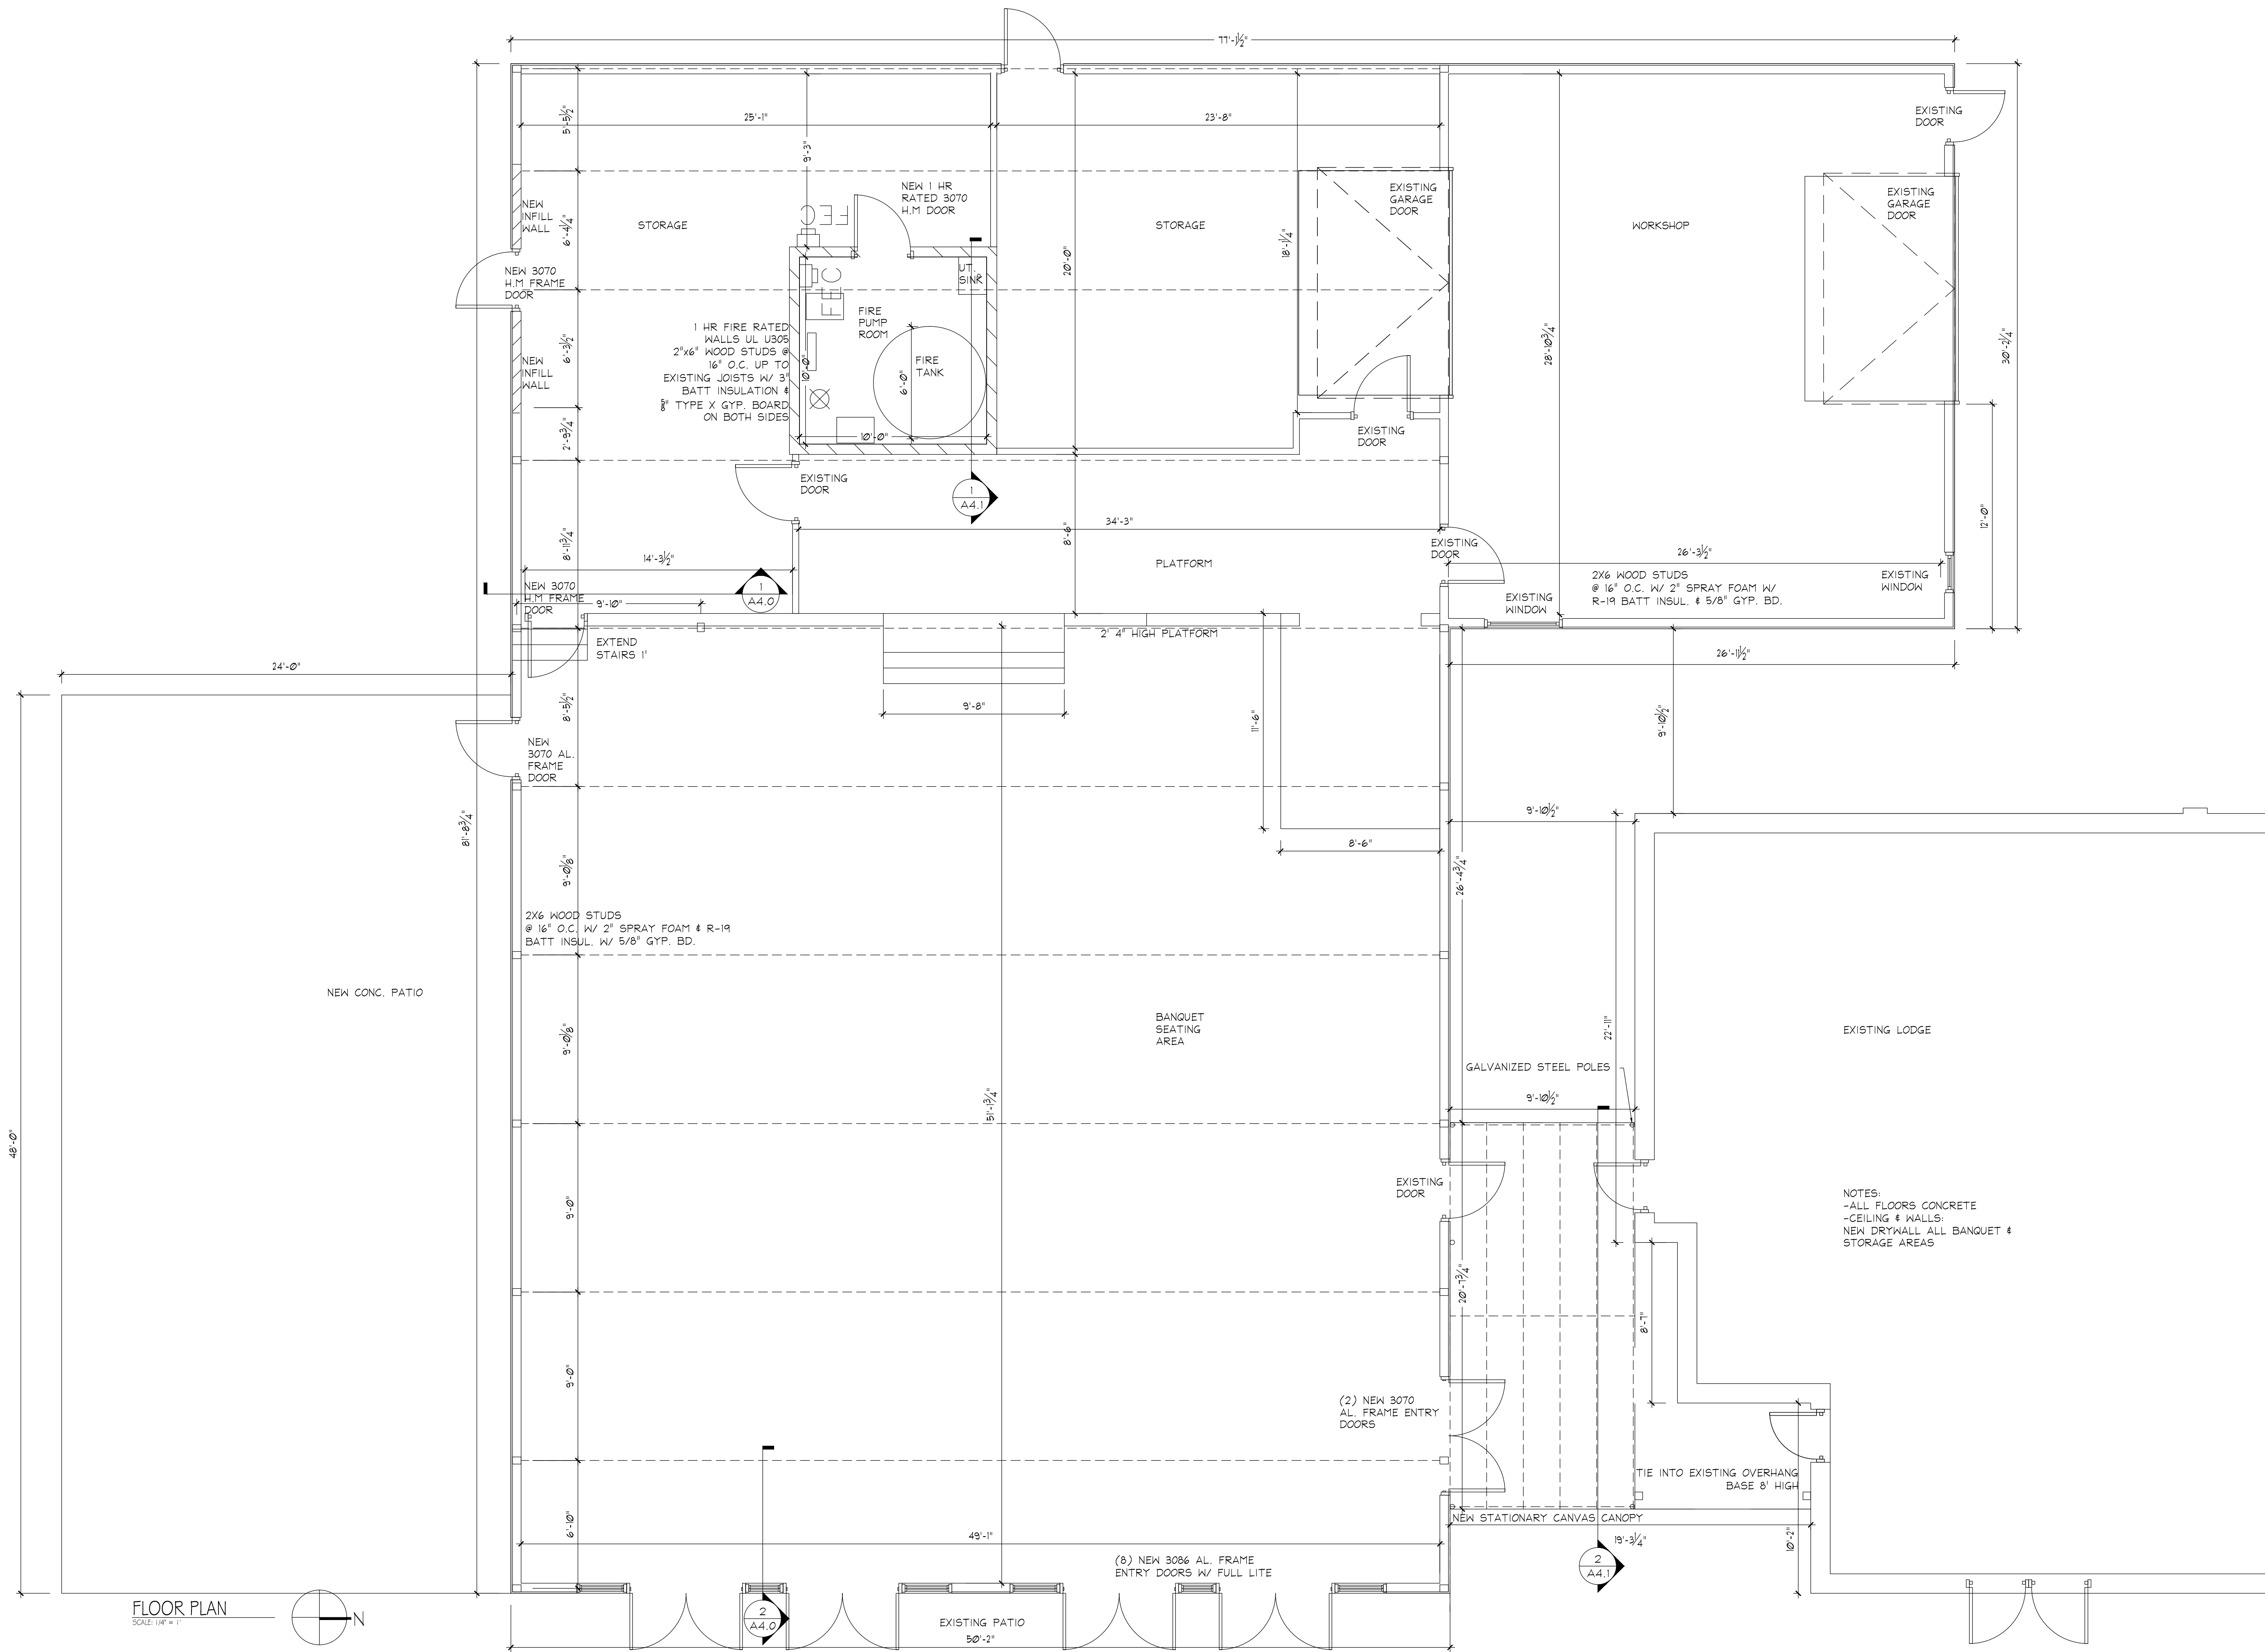 77'-1½"
EXISTING
DOOR
5'-5½"
25'-1"
23'-8"
9'-3"
NEW 1 HR
RATED 3070
H.M DOOR
EXISTING
GARAGE
DOOR
EXISTING
GARAGE
DOOR
NEW
INFILL
WALL
6'-4¼"
STORAGE
FEC
STORAGE
18'-1¼"
WORKSHOP
20'-0"
NEW 3070
H.M FRAME
DOOR
UT.
SINK
FEC
FIRE
PUMP
ROOM
1 HR FIRE RATED
WALLS UL U305
2"x6" WOOD STUDS @
16" O.C. UP TO
EXISTING JOISTS W/ 3"
BATT INSULATION &
5/8" TYPE X GYP. BOARD
ON BOTH SIDES
6'-3½"
NEW
INFILL
WALL
FIRE
TANK
6'-0"
10'-0"
10'-0"
28'-10¾"
30'-2¼"
2'-9¾"
EXISTING
DOOR
EXISTING
DOOR
1
A4.1
12'-0"
34'-3"
8'-6"
8'-11¾"
14'-3½"
PLATFORM
EXISTING
DOOR
26'-3½"
2X6 WOOD STUDS
@ 16" O.C. W/ 2" SPRAY FOAM W/
R-19 BATT INSUL. & 5/8" GYP. BD.
EXISTING
WINDOW
EXISTING
WINDOW
NEW 3070
H.M FRAME
DOOR
9'-10"
1
A4.0
2' 4" HIGH PLATFORM
EXTEND
STAIRS 1'
24'-0"
26'-11½"
8'-5½"
9'-8"
11'-6"
9'-10½"
NEW
3070 AL.
FRAME
DOOR
81'-8¾"
9'-10½"
8'-6"
26'-4¾"
9'-0⅛"
2X6 WOOD STUDS
@ 16" O.C. W/ 2" SPRAY FOAM & R-19
BATT INSUL. W/ 5/8" GYP. BD.
NEW CONC. PATIO
9'-0⅛"
BANQUET
SEATING
AREA
22'-11"
EXISTING LODGE
GALVANIZED STEEL POLES
9'-10½"
51'-1¾"
48'-0"
EXISTING
DOOR
9'-0"
NOTES:
-ALL FLOORS CONCRETE
-CEILING & WALLS:
NEW DRYWALL ALL BANQUET &
STORAGE AREAS
20'-7¾"
8'-7"
9'-0"
(2) NEW 3070
AL. FRAME ENTRY
DOORS
TIE INTO EXISTING OVERHANG
BASE 8' HIGH
6'-10"
NEW STATIONARY CANVAS CANOPY
49'-1"
19'-3¼"
10'-2"
(8) NEW 3086 AL. FRAME
ENTRY DOORS W/ FULL LITE
2
A4.1
FLOOR PLAN
SCALE: 1/4" = 1'
N
2
A4.0
EXISTING PATIO
50'-2"